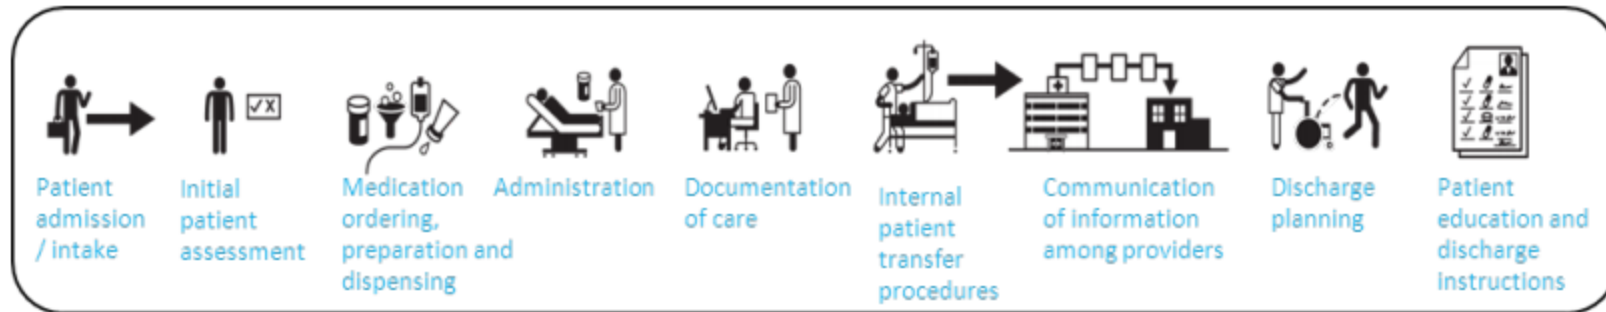 Patient
admission
/ intake
Initial
patient
assessment
Medication
ordering,
preparation and
dispensing
Administration
Documentation
of care
Internal
patient
transfer
procedures
Communication
of information
among providers
Discharge
planning
Patient
education and
discharge
instructions